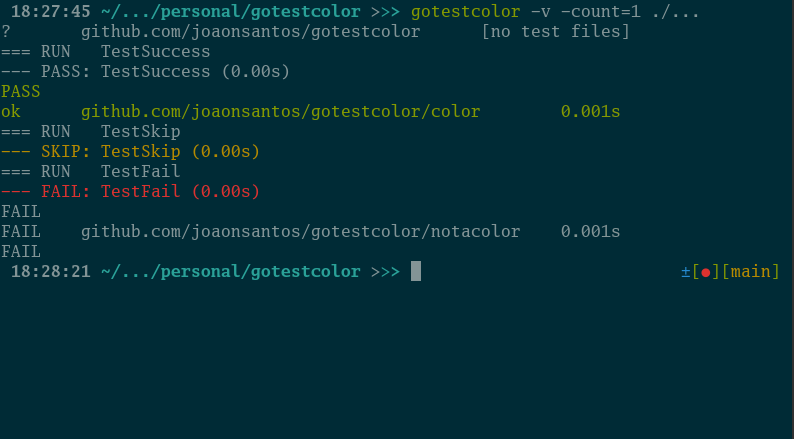 18:27:45 ~/.../personal/gotestcolor >>> gotestcolor -v -count=1 ./...
? github.com/joaonsantos/gotestcolor [no test files]
=== RUN TestSuccess
--- PASS: TestSuccess (0.00s)
PASS
ok github.com/joaonsantos/gotestcolor/color 0.001s
=== RUN TestSkip
--- SKIP: TestSkip (0.00s)
=== RUN TestFail
--- FAIL: TestFail (0.00s)
FAIL
FAIL github.com/joaonsantos/gotestcolor/notacolor 0.001s
FAIL
18:28:21 ~/.../personal/gotestcolor >>> ±[●][main]